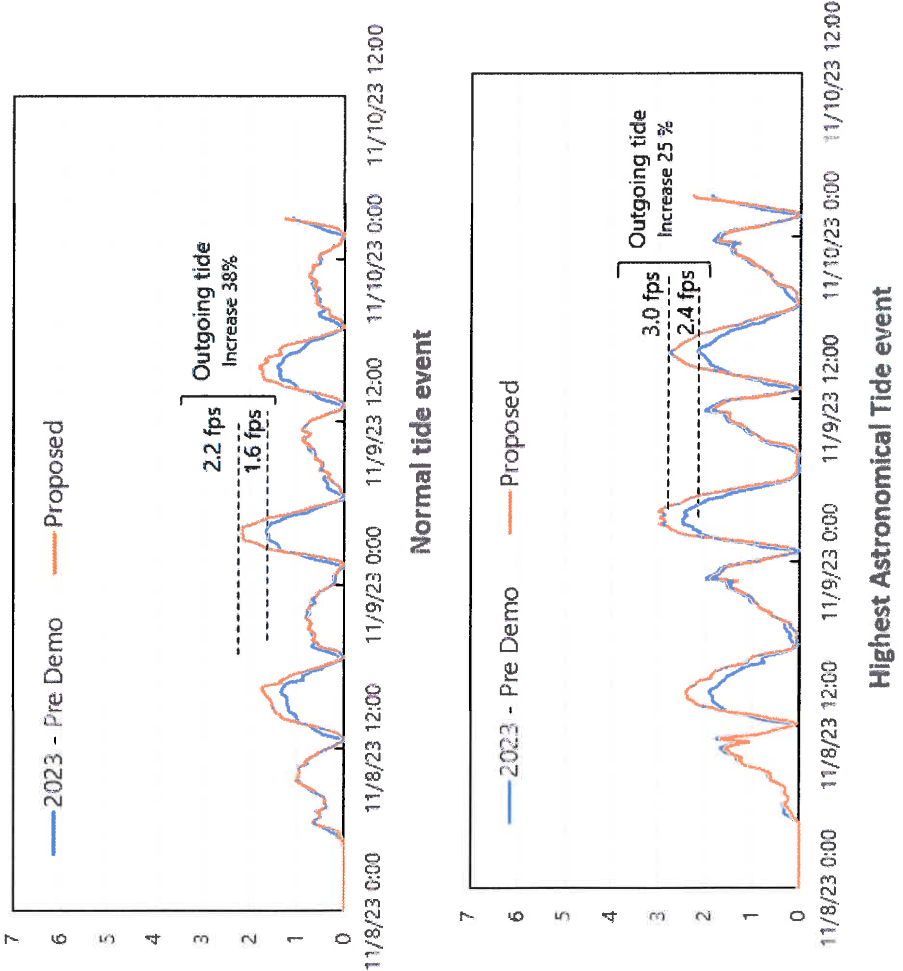 7
6
5
4
3
2
1
0
2023 - Pre Demo
Proposed
2.2 fps
1.6 fps
Outgoing tide
Increase 38%
11/8/23 0:00
11/8/23 12:00
11/9/23 0:00
11/9/23 12:00
11/10/23 0:00
11/10/23 12:00
Normal tide event
7
6
5
4
3
2
1
0
2023 - Pre Demo
Proposed
3.0 fps
2.4 fps
Outgoing tide
Increase 25 %
11/8/23 0:00
11/8/23 12:00
11/9/23 0:00
11/9/23 12:00
11/10/23 0:00
11/10/23 12:00
Highest Astronomical Tide event